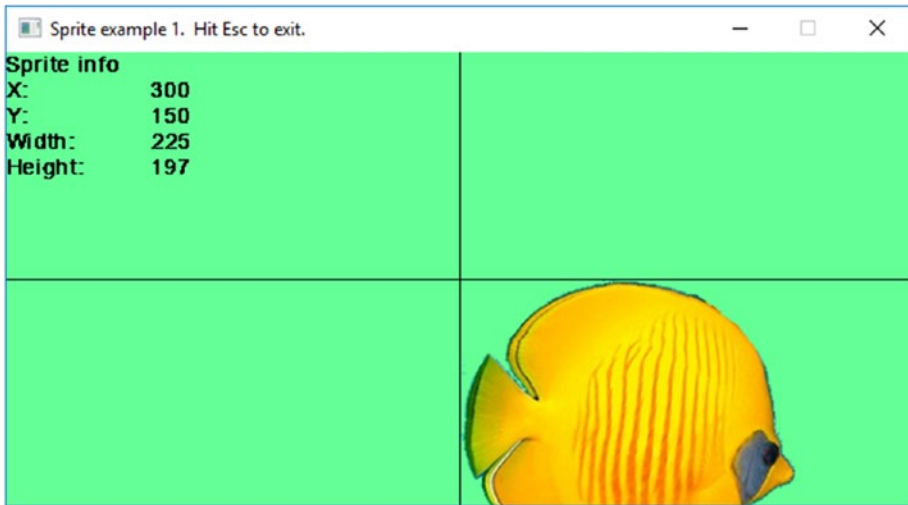 Sprite example 1.  Hit Esc to exit.
Sprite info
X: 300
Y: 150
Width: 225
Height: 197